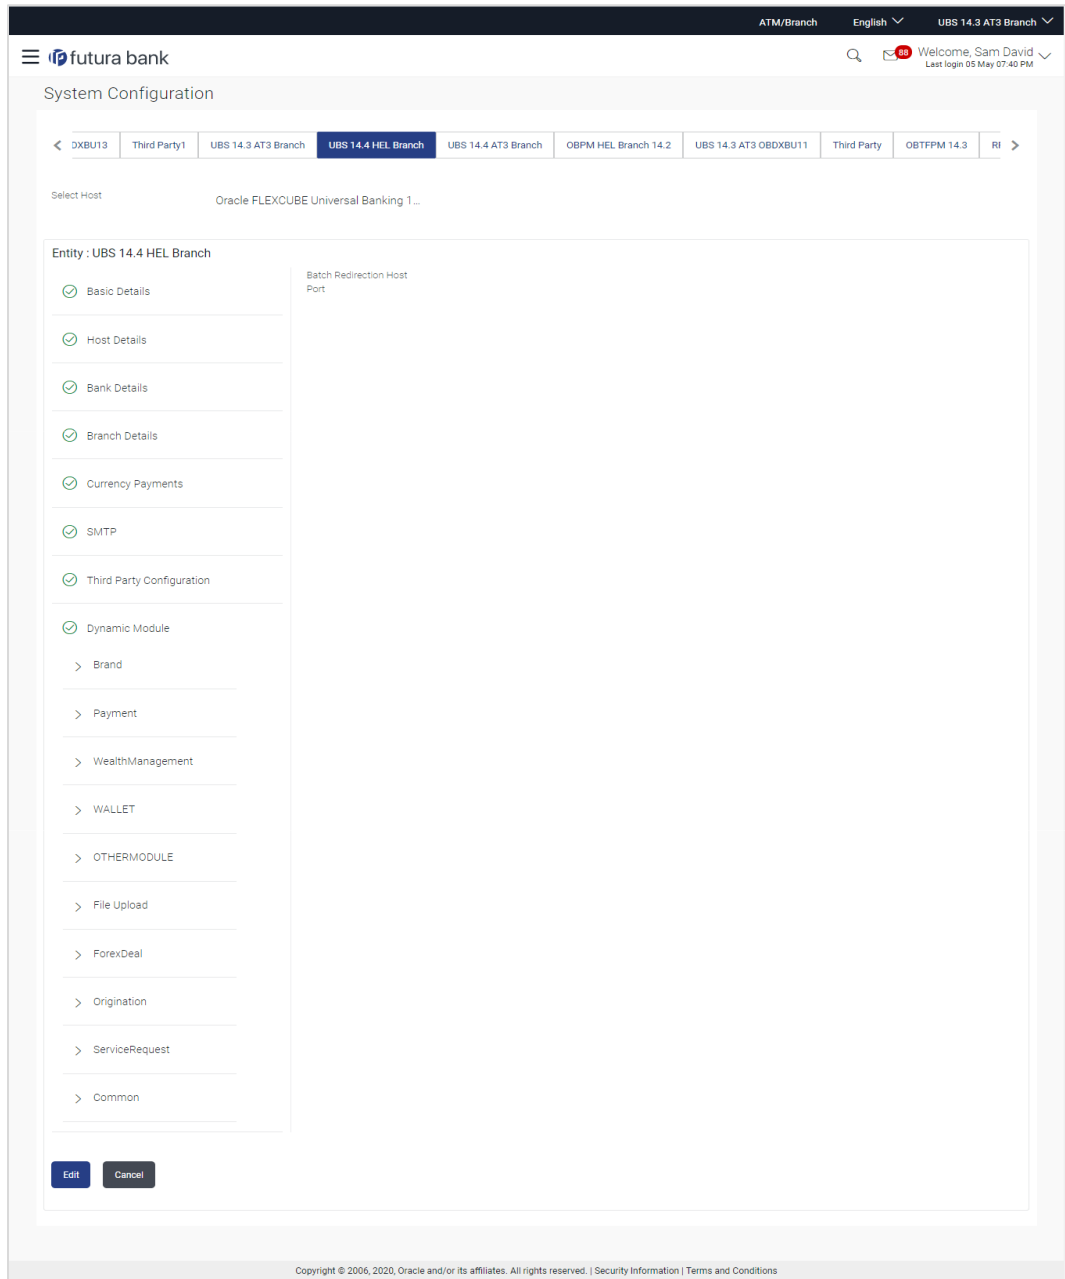 ATM/Branch English UBS 14.3 AT3 Branch
futura bank 88 Welcome, Sam David
Last login 05 May 07:40 PM
System Configuration
DXBU13 Third Party1 UBS 14.3 AT3 Branch UBS 14.4 HEL Branch UBS 14.4 AT3 Branch OBPM HEL Branch 14.2 UBS 14.3 AT3 OBDXBU11 Third Party OBTFPM 14.3
Select Host Oracle FLEXCUBE Universal Banking 1...
Entity : UBS 14.4 HEL Branch
Batch Redirection Host
Port
Basic Details
Host Details
Bank Details
Branch Details
Currency Payments
SMTP
Third Party Configuration
Dynamic Module
Brand
Payment
WealthManagement
WALLET
OTHERMODULE
File Upload
ForexDeal
Origination
ServiceRequest
Common
Edit Cancel
Copyright © 2006, 2020, Oracle and/or its affiliates. All rights reserved. | Security Information | Terms and Conditions